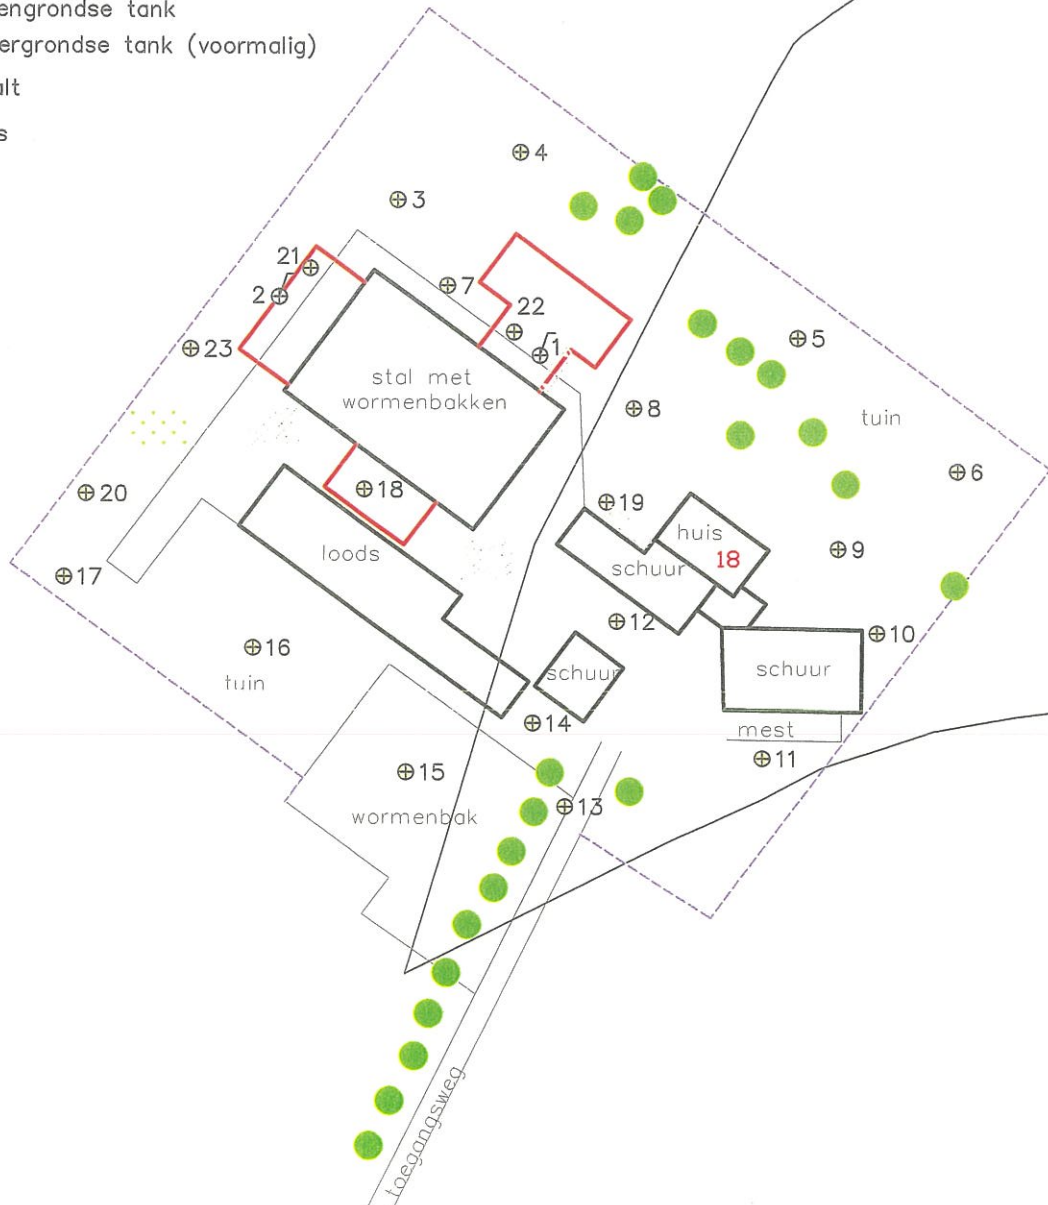 engrondse tank
ergrondse tank (voormalig)
alt
s
4
3
21
2
7
22
1
5
23
stal met
wormenbakken
8
tuin
6
20
18
19
huis
18
9
loods
schuur
17
12
10
16
tuin
schuur
schuur
14
mest
11
15
13
wormenbak
toegangsweg